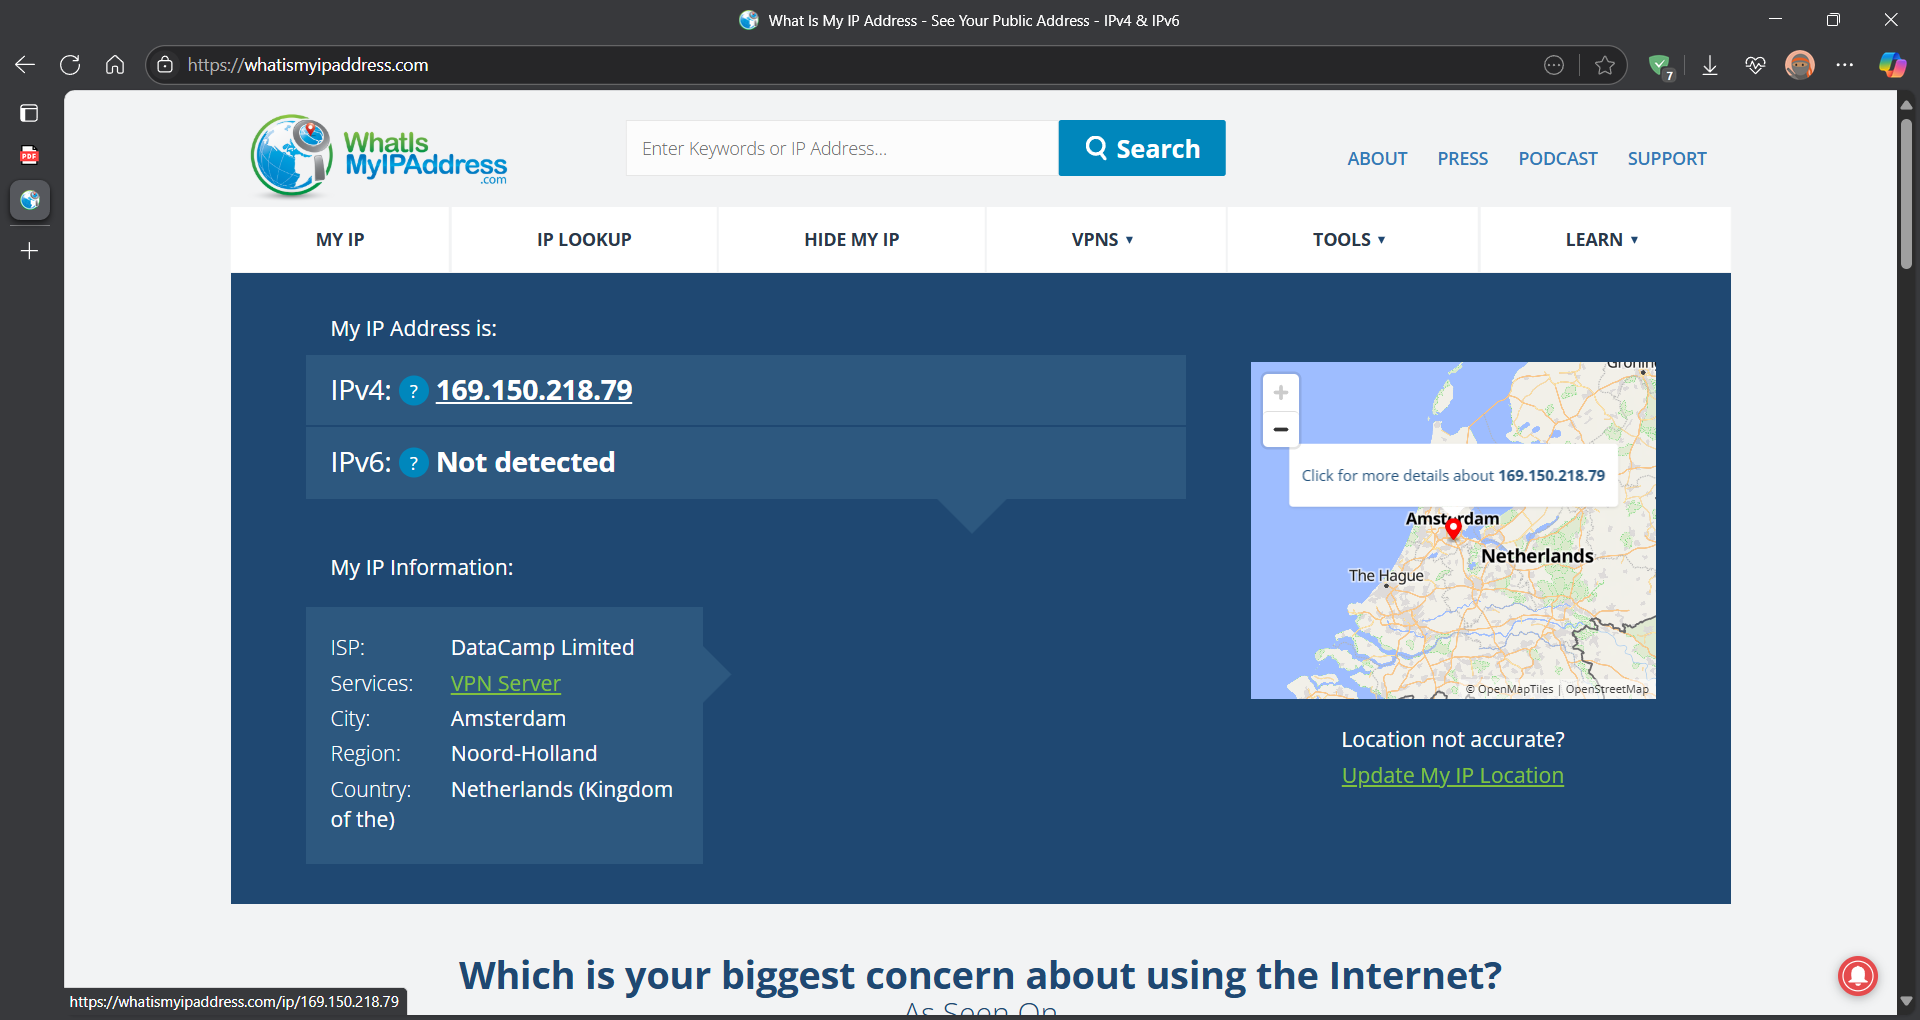 What Is My IP Address - See Your Public Address - IPv4 & IPv6
https://whatismyipaddress.com
7
PDF
WhatIs
MyIPAddress
.com
Enter Keywords or IP Address...
Search
ABOUT
PRESS
PODCAST
SUPPORT
MY IP
IP LOOKUP
HIDE MY IP
VPNS ▼
TOOLS ▼
LEARN ▼
My IP Address is:
IPv4: ? 169.150.218.79
IPv6: ? Not detected
My IP Information:
ISP: DataCamp Limited
Services: VPN Server
City: Amsterdam
Region: Noord-Holland
Country: Netherlands (Kingdom
of the)
+
−
Click for more details about 169.150.218.79
Amsterdam
Netherlands
The Hague
© OpenMapTiles | OpenStreetMap
Location not accurate?
Update My IP Location
Which is your biggest concern about using the Internet?
As Seen On
https://whatismyipaddress.com/ip/169.150.218.79